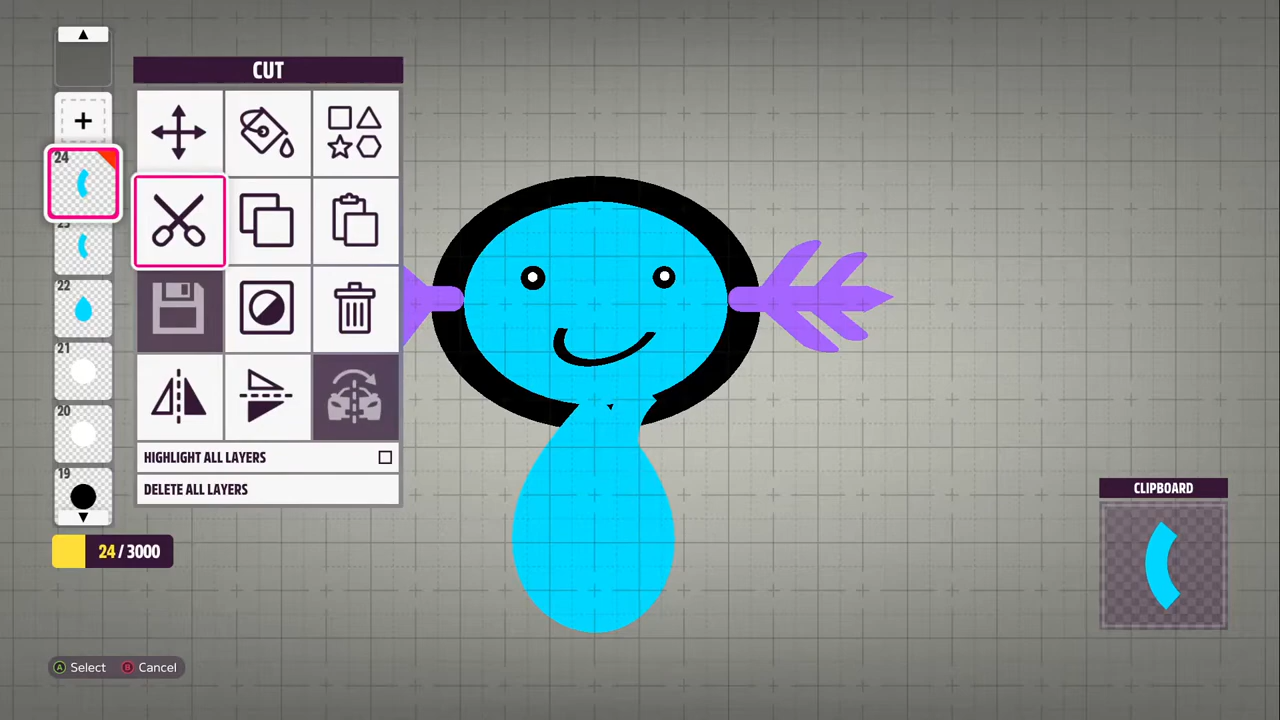 CUT
24
23
22
21
20
19
HIGHLIGHT ALL LAYERS
DELETE ALL LAYERS
24 / 3000
CLIPBOARD
A Select B Cancel